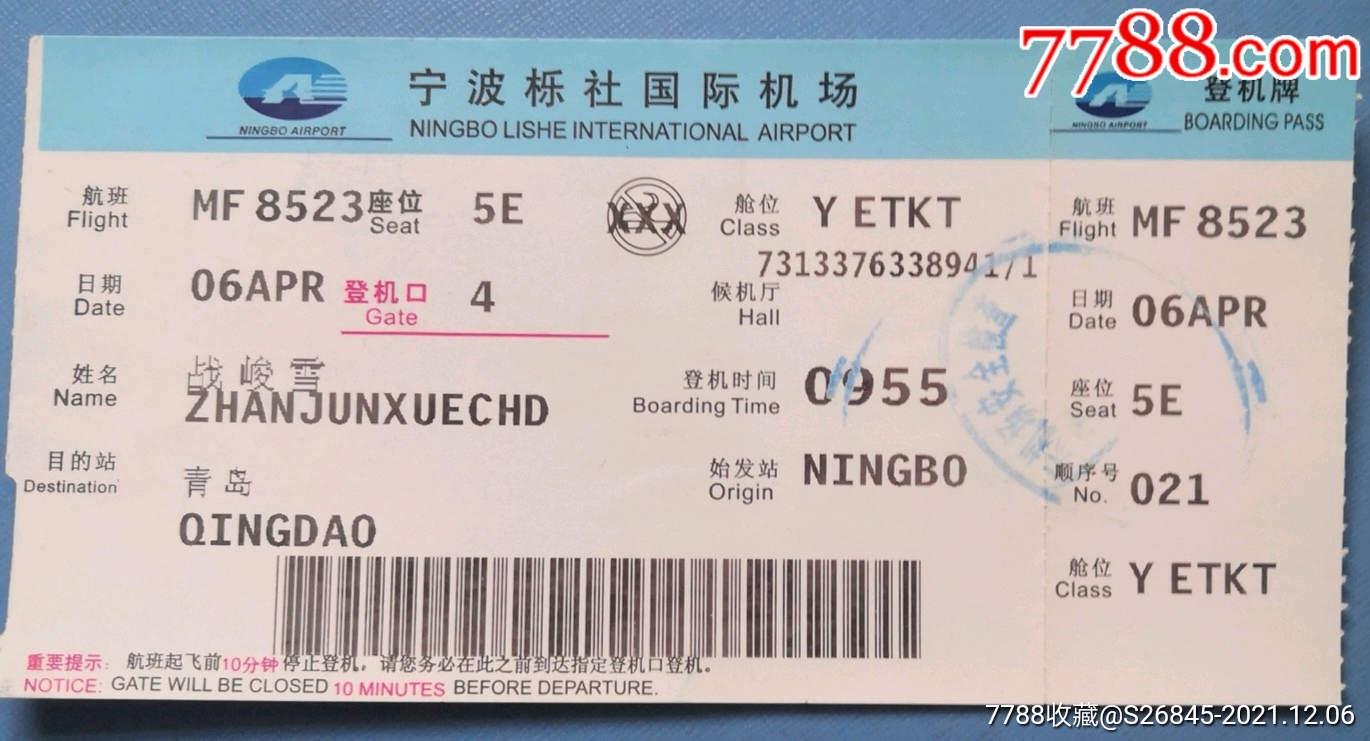 7788.com
宁波栎社国际机场
NINGBO AIRPORT
NINGBO LISHE INTERNATIONAL AIRPORT
登机牌
NINGBO AIRPORT
BOARDING PASS
航班
Flight
MF 8523
座位
Seat
5E
XXX
舱位
Class
Y ETKT
7313376338941/1
日期
Date
06APR
登机口
Gate
4
候机厅
Hall
姓名
Name
战峻雪
ZHANJUNXUECHD
登机时间
Boarding Time
0955
目的站
Destination
青岛
QINGDAO
始发站
Origin
NINGBO
航班
Flight
MF 8523
日期
Date
06APR
座位
Seat
5E
顺序号
No.
021
舱位
Class
Y ETKT
机场安全
重要提示: 航班起飞前10分钟停止登机。请您务必在此之前到达指定登机口登机。
NOTICE: GATE WILL BE CLOSED 10 MINUTES BEFORE DEPARTURE.
7788收藏@S26845-2021.12.06